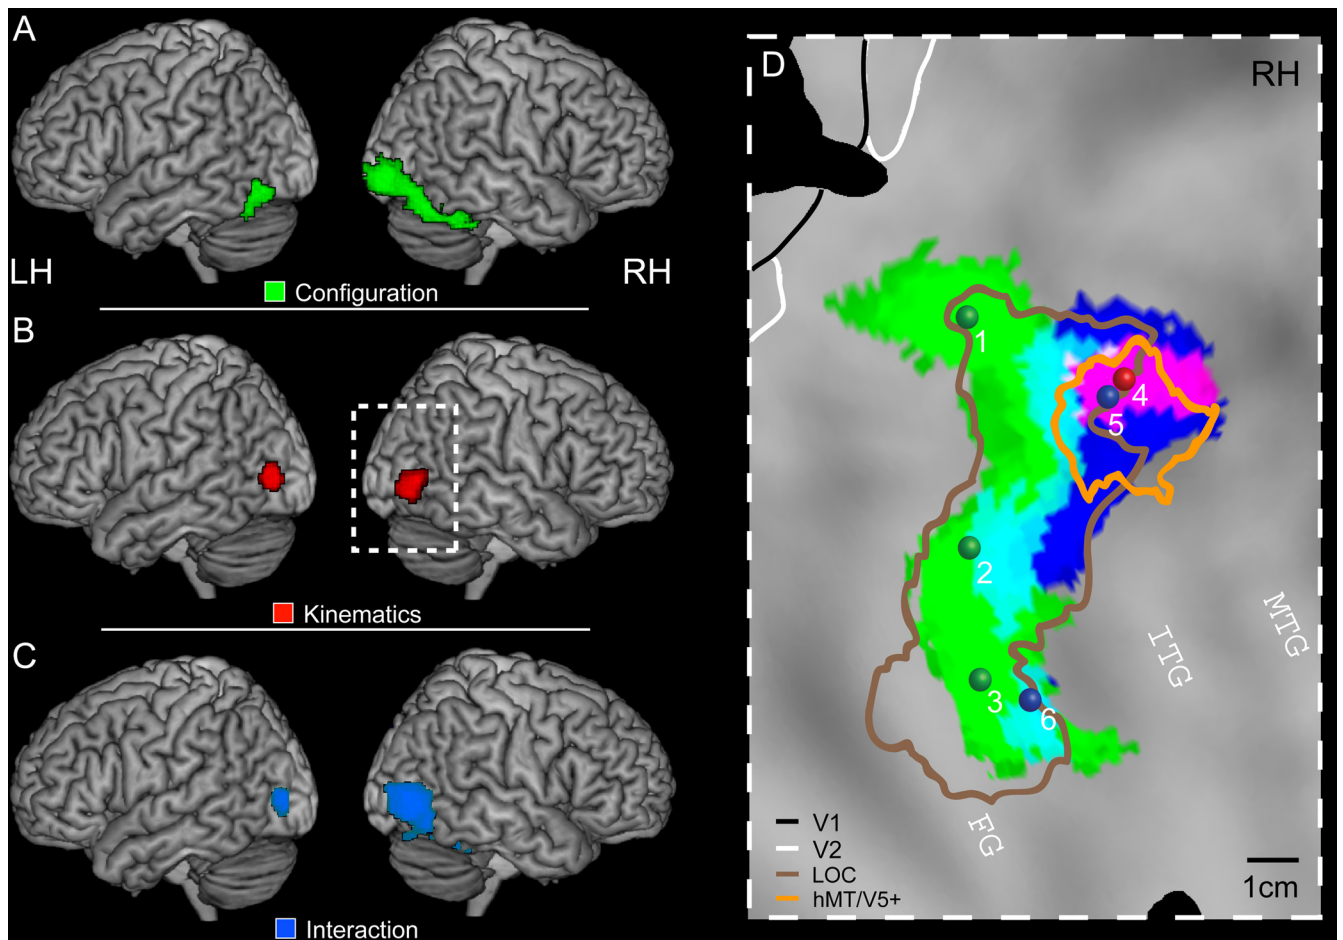 A
LH
RH
Configuration
B
Kinematics
C
Interaction
D
RH
1
4
5
2
3
6
MTG
ITG
FG
V1
V2
LOC
hMT/V5+
1cm